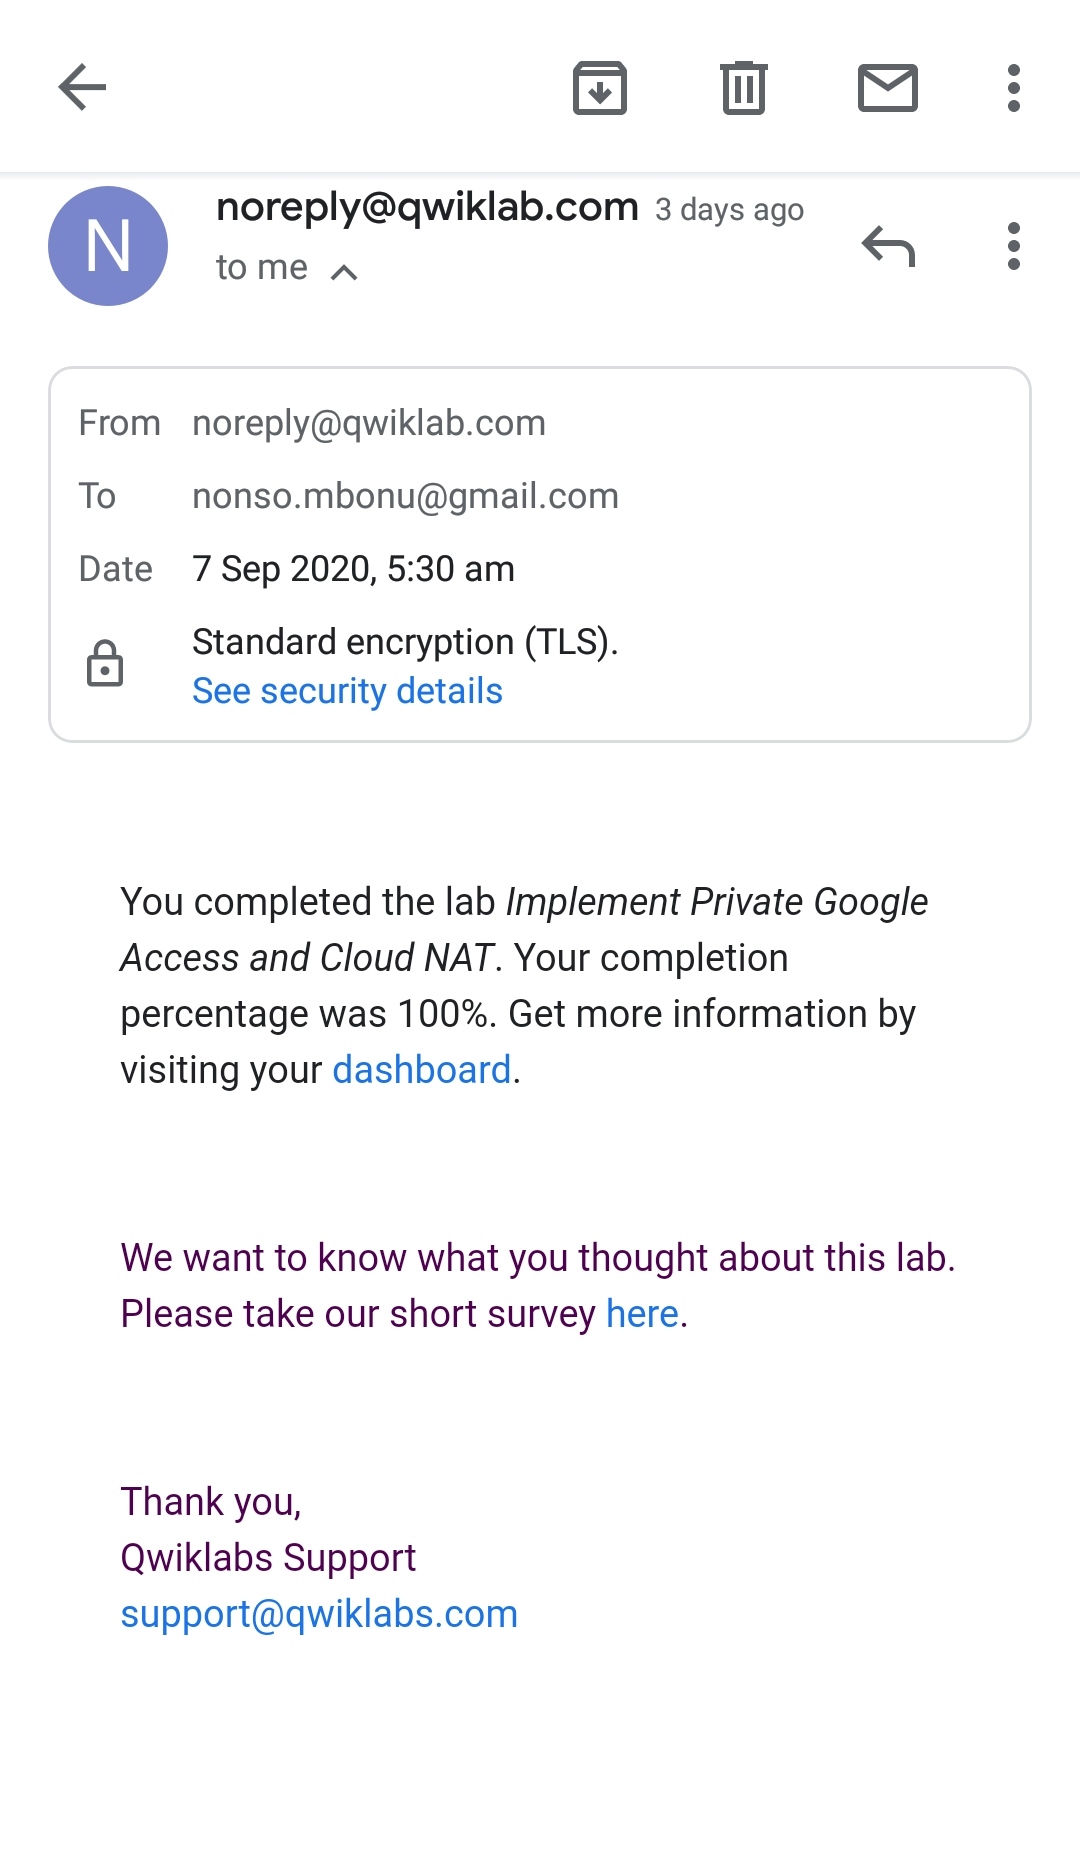 N
noreply@qwiklab.com 3 days ago
to me
From noreply@qwiklab.com
To nonso.mbonu@gmail.com
Date 7 Sep 2020, 5:30 am
Standard encryption (TLS).
See security details
You completed the lab Implement Private Google
Access and Cloud NAT. Your completion
percentage was 100%. Get more information by
visiting your dashboard.
We want to know what you thought about this lab.
Please take our short survey here.
Thank you,
Qwiklabs Support
support@qwiklabs.com